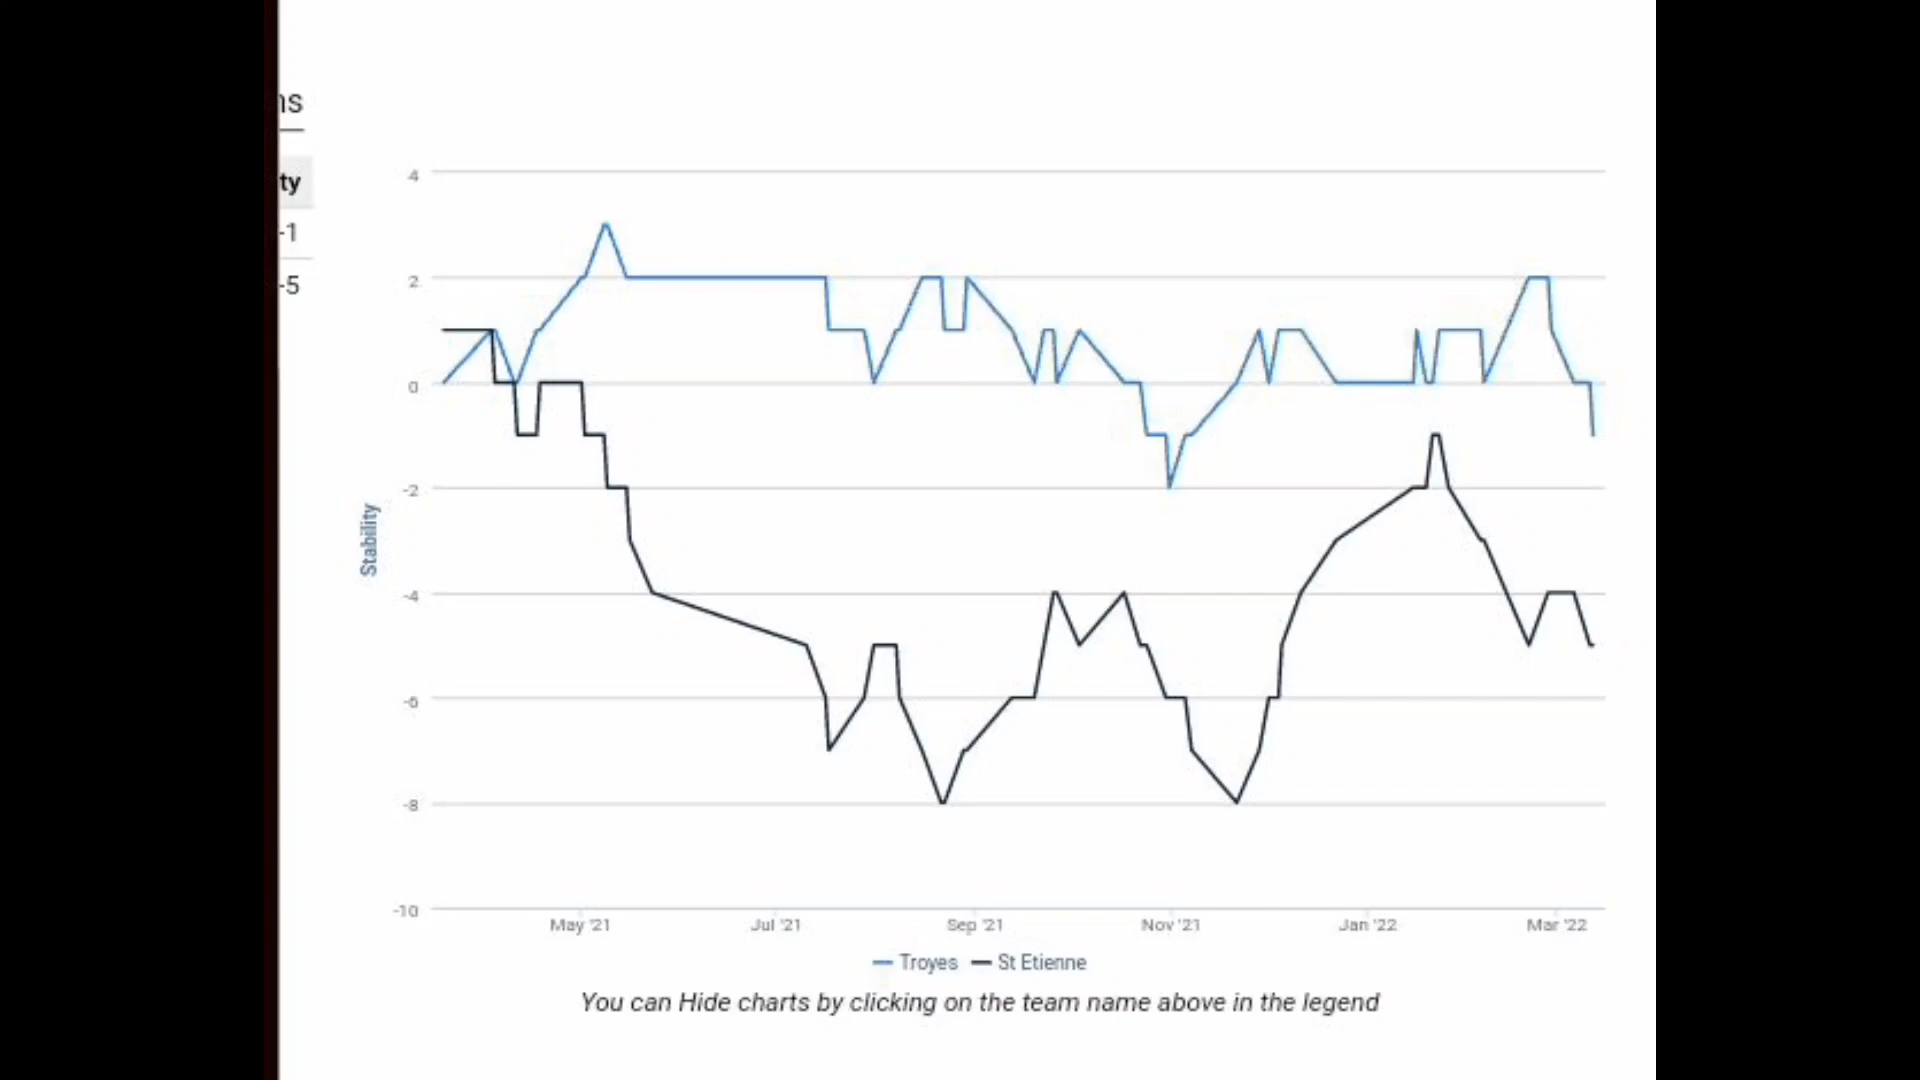 ns
ty
-1
-5
4
2
0
-2
-4
-6
-8
-10
Stability
May '21 Jul '21 Sep '21 Nov '21 Jan '22 Mar '22
Troyes St Etienne
You can Hide charts by clicking on the team name above in the legend